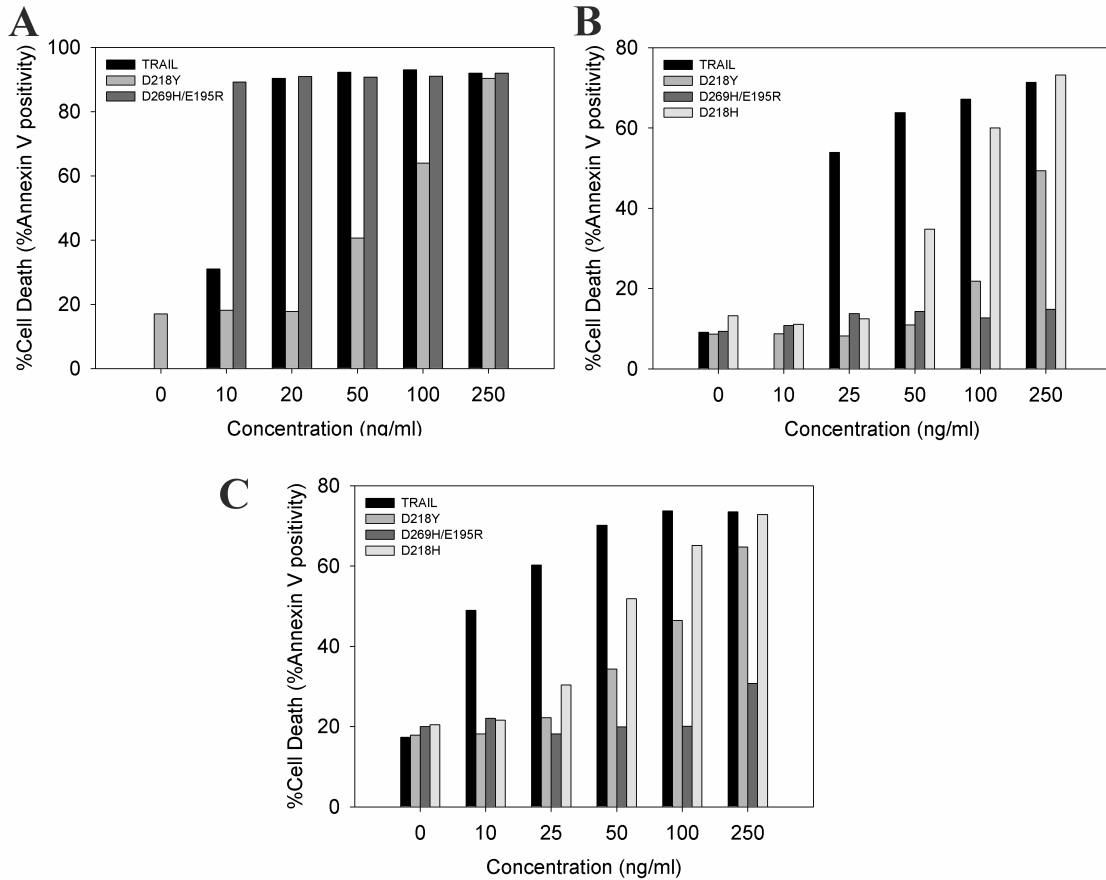 A
%Cell Death (%Annexin V positivity)
100
80
60
40
20
0
TRAIL
D218Y
D269H/E195R
0 10 20 50 100 250
Concentration (ng/ml)
B
%Cell Death (%Annexin V positivity)
80
60
40
20
0
TRAIL
D218Y
D269H/E195R
D218H
0 10 25 50 100 250
Concentration (ng/ml)
C
%Cell Death (%Annexin V positivity)
80
60
40
20
0
TRAIL
D218Y
D269H/E195R
D218H
0 10 25 50 100 250
Concentration (ng/ml)